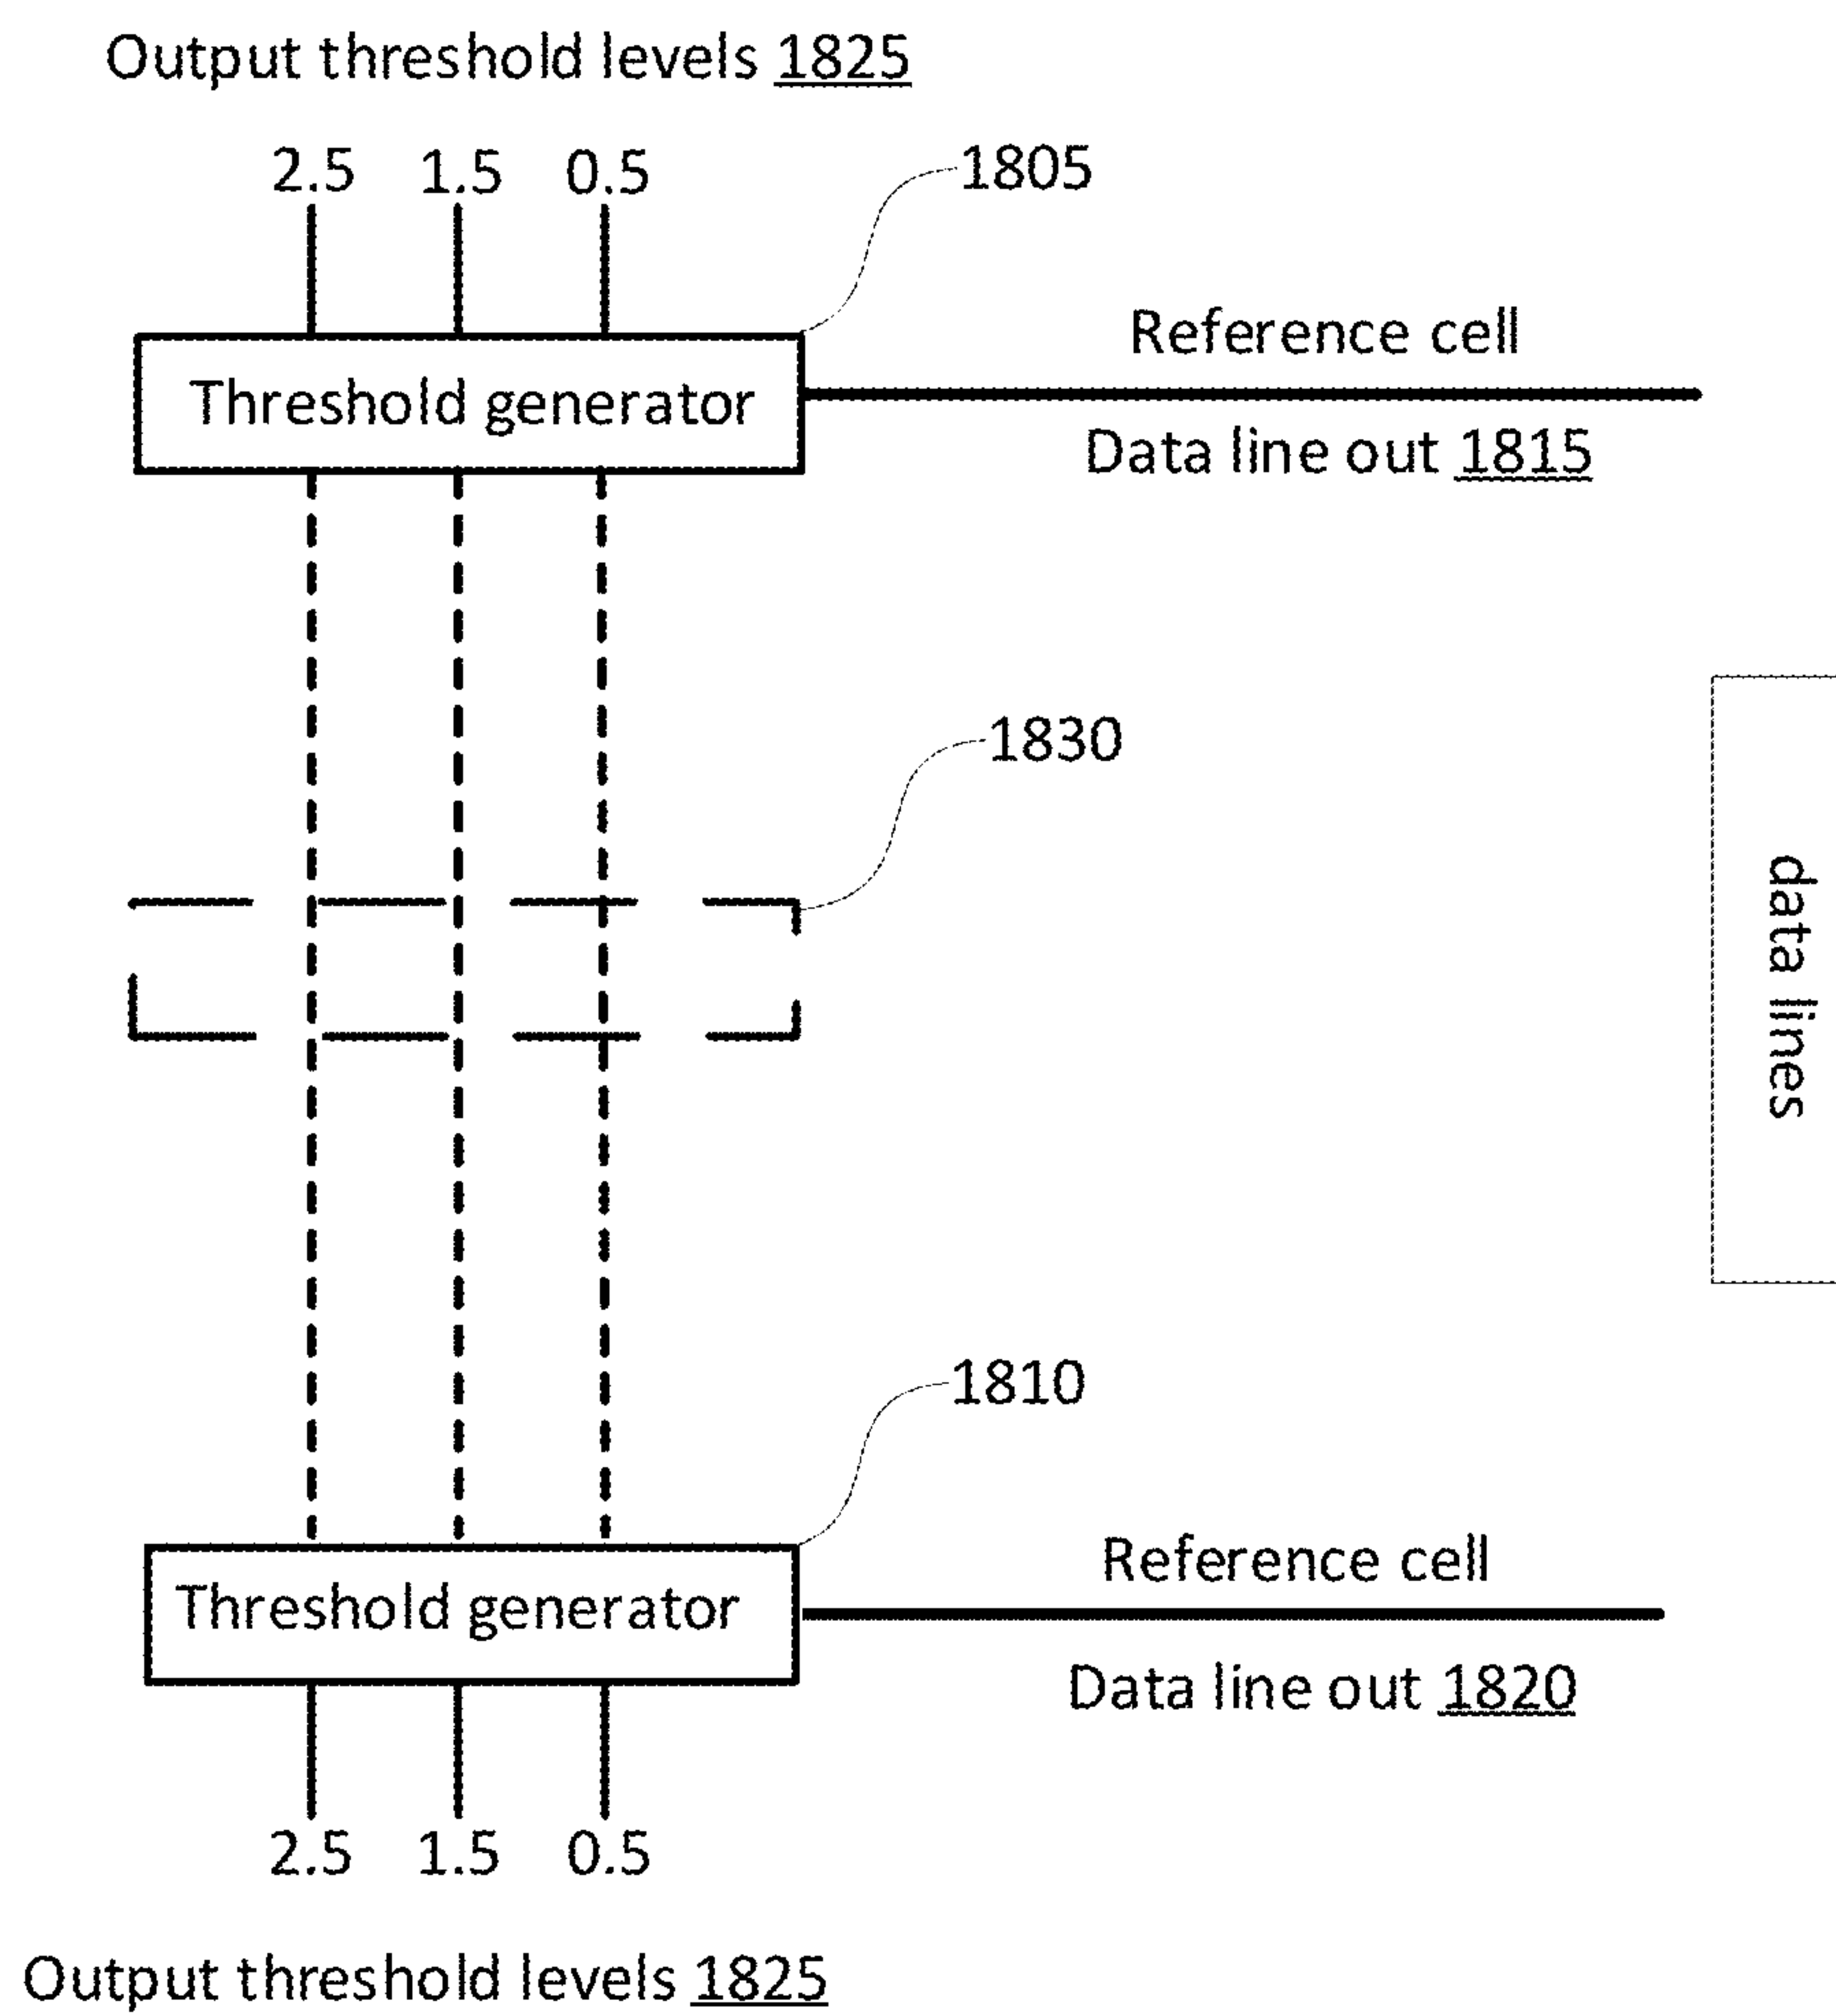 Output threshold levels 1825
2.5 1.5 0.5
1805
Threshold generator
Reference cell
Data line out 1815
1830
data lines
1810
Threshold generator
Reference cell
Data line out 1820
2.5 1.5 0.5
Output threshold levels 1825